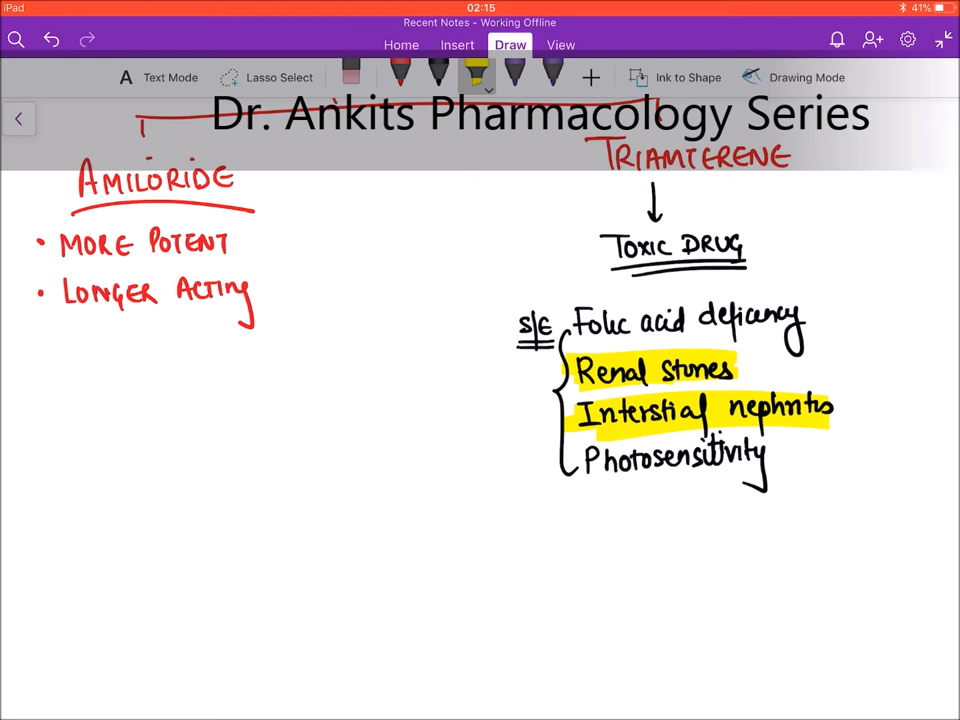 iPad 02:15 41%
Recent Notes - Working Offline
Home Insert Draw View
A Text Mode Lasso Select Ink to Shape Drawing Mode
Dr. Ankits Pharmacology Series
AMILORIDE
• MORE POTENT
• LONGER ACTING
TRIAMTERENE
TOXIC DRUG
S/E Folic acid deficiency
Renal stones
Interstial nephritis
Photosensitivity